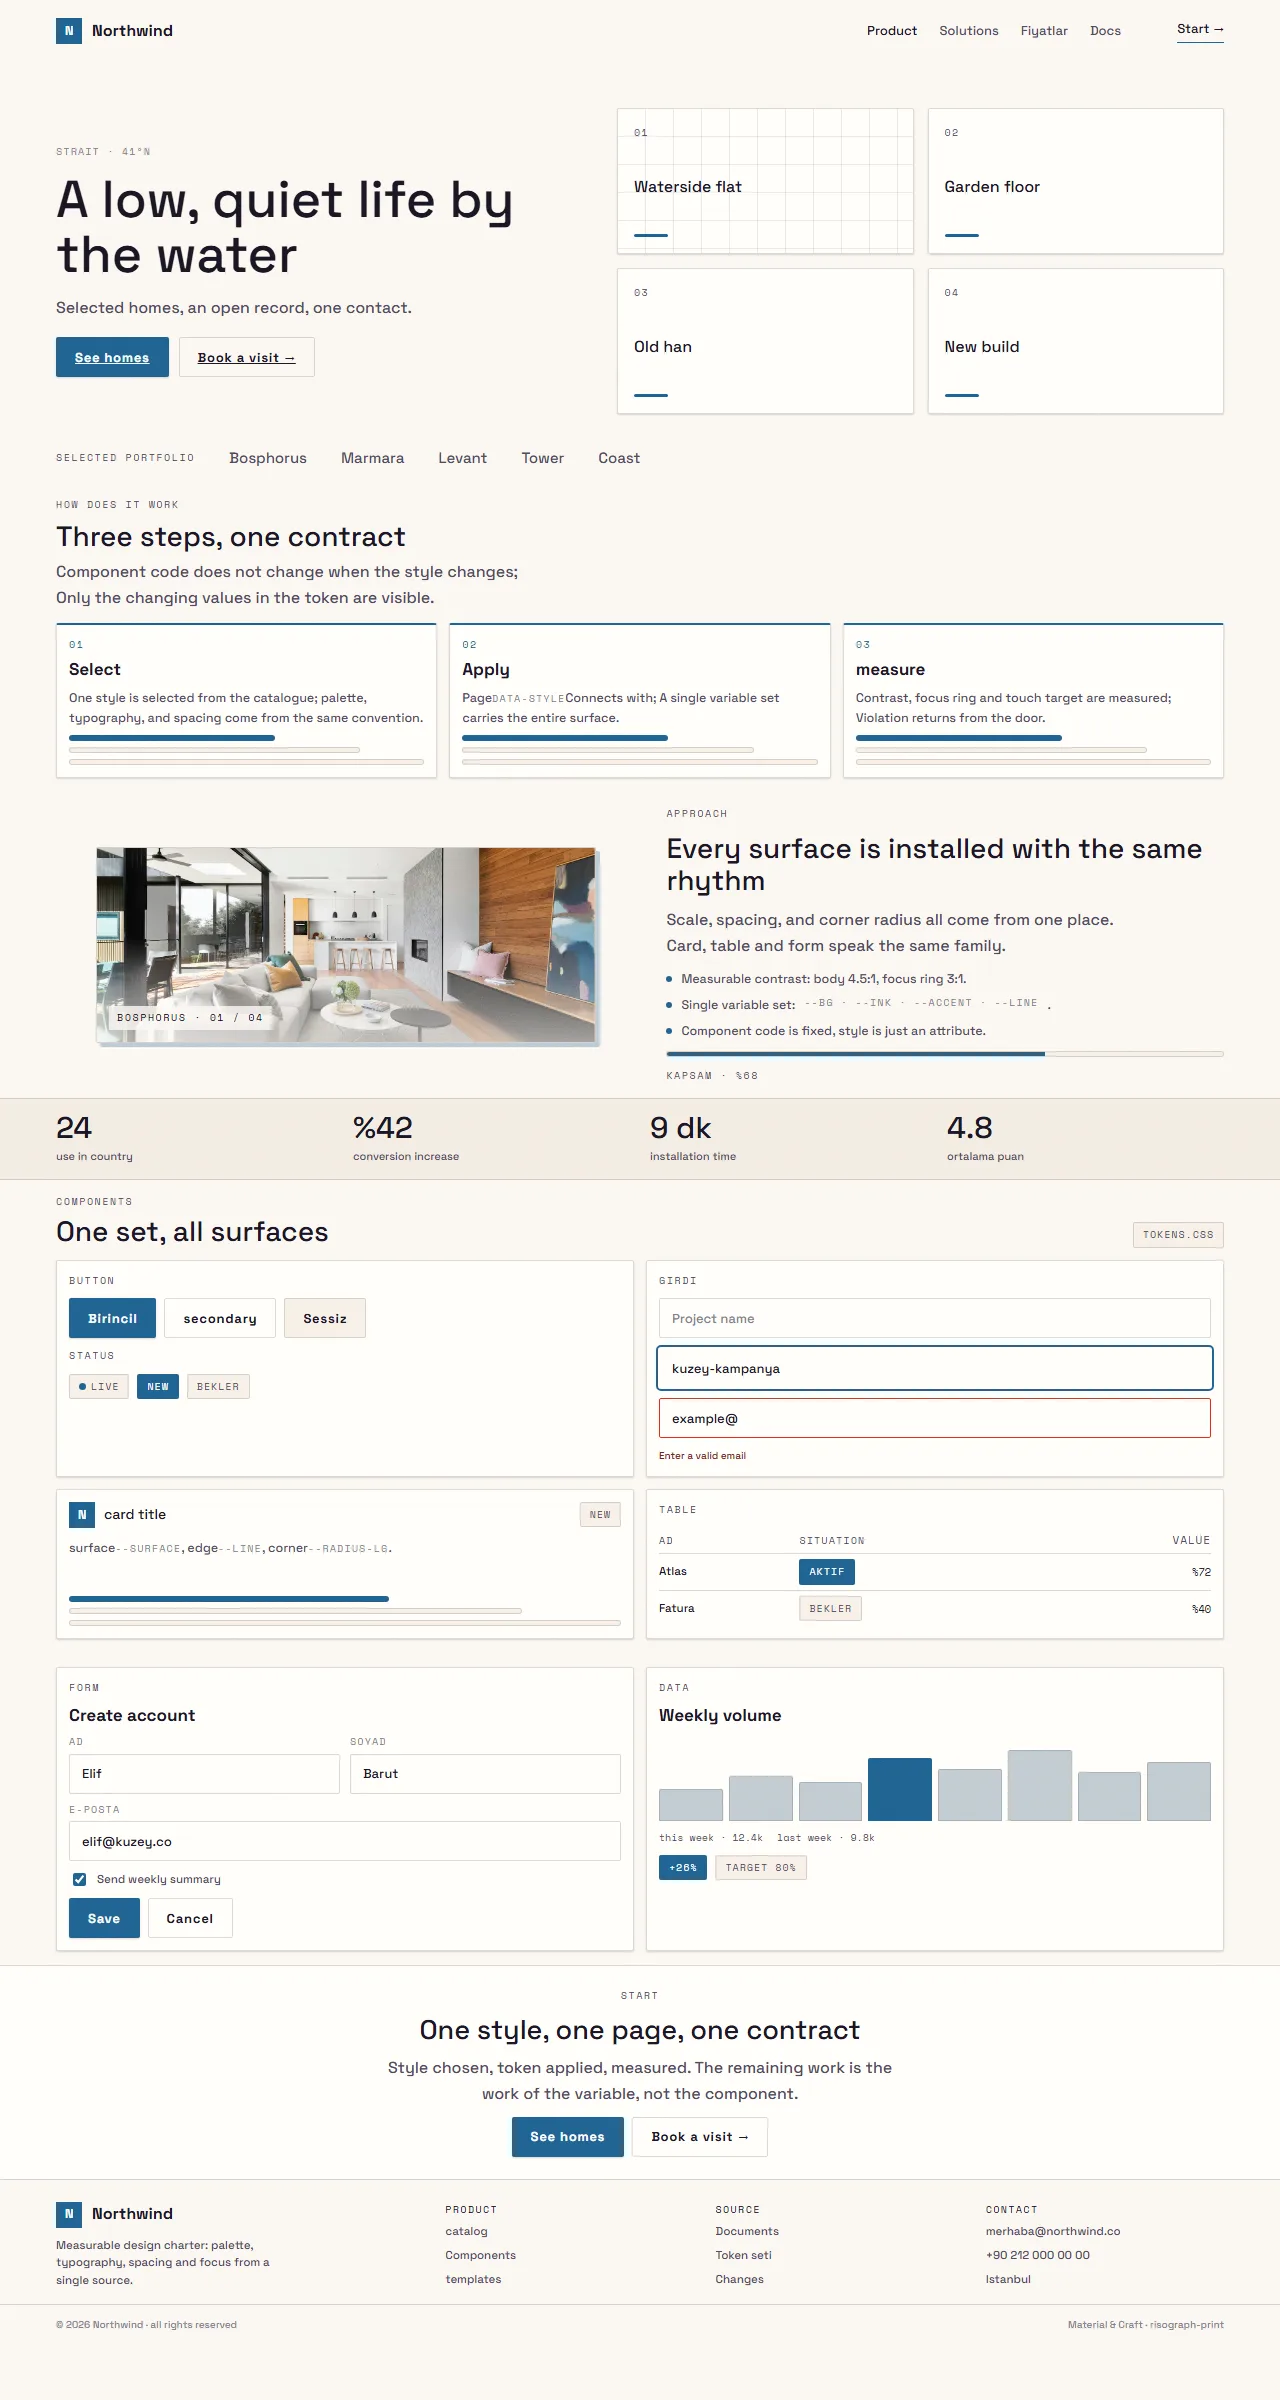 N Northwind
Product Solutions Fiyatlar Docs Start →
STRAIT · 41°N
A low, quiet life by
the water
Selected homes, an open record, one contact.
See homes Book a visit →
01
Waterside flat
02
Garden floor
03
Old han
04
New build
SELECTED PORTFOLIO Bosphorus Marmara Levant Tower Coast
HOW DOES IT WORK
Three steps, one contract
Component code does not change when the style changes;
Only the changing values in the token are visible.
01
Select
One style is selected from the catalogue; palette,
typography, and spacing come from the same convention.
02
Apply
PageDATA-STYLEConnects with; A single variable set
carries the entire surface.
03
measure
Contrast, focus ring and touch target are measured;
Violation returns from the door.
BOSPHORUS · 01 / 04
APPROACH
Every surface is installed with the same
rhythm
Scale, spacing, and corner radius all come from one place.
Card, table and form speak the same family.
Measurable contrast: body 4.5:1, focus ring 3:1.
Single variable set: --BG · --INK · --ACCENT · --LINE .
Component code is fixed, style is just an attribute.
KAPSAM · %68
24
use in country
%42
conversion increase
9 dk
installation time
4.8
ortalama puan
COMPONENTS
One set, all surfaces
TOKENS.CSS
BUTTON
Birincil secondary Sessiz
STATUS
LIVE NEW BEKLER
GIRDI
Project name
kuzey-kampanya
example@
Enter a valid email
N card title NEW
surface--SURFACE, edge--LINE, corner--RADIUS-LG.
TABLE
AD SITUATION VALUE
Atlas AKTIF %72
Fatura BEKLER %40
FORM
Create account
AD SOYAD
Elif Barut
E-POSTA
elif@kuzey.co
Send weekly summary
Save Cancel
DATA
Weekly volume
this week · 12.4k last week · 9.8k
+26% TARGET 80%
START
One style, one page, one contract
Style chosen, token applied, measured. The remaining work is the
work of the variable, not the component.
See homes Book a visit →
N Northwind
Measurable design charter: palette,
typography, spacing and focus from a
single source.
PRODUCT
catalog
Components
templates
SOURCE
Documents
Token seti
Changes
CONTACT
merhaba@northwind.co
+90 212 000 00 00
Istanbul
© 2026 Northwind · all rights reserved
Material & Craft · risograph-print